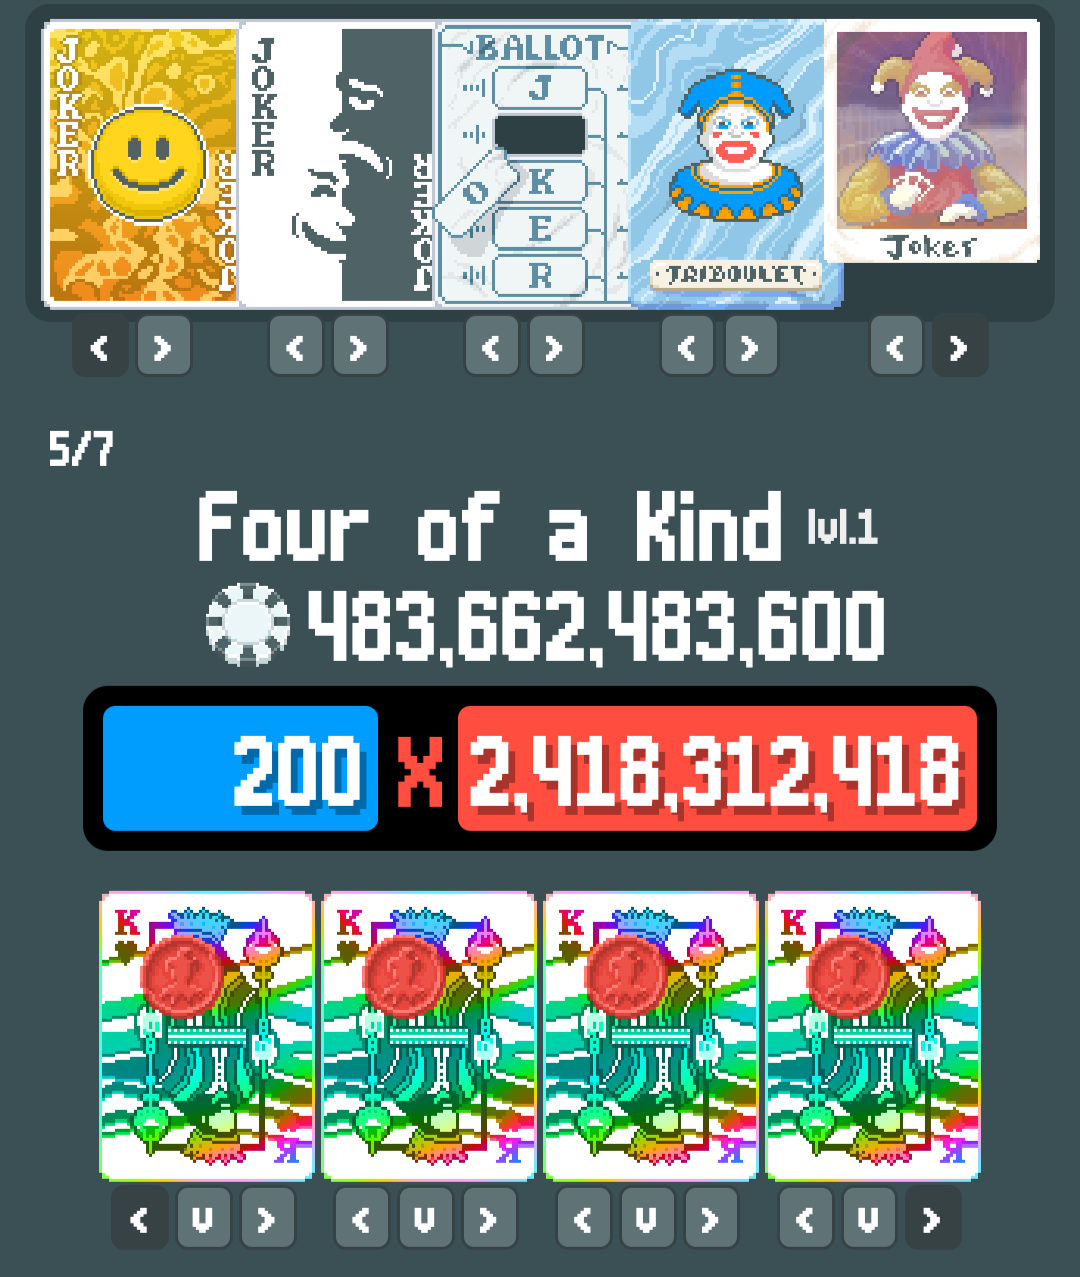 JOKER
JOKER
JOKER
JOKER
BALLOT
J
O
K
E
R
TRIBOULET
Joker
5/7
Four of a Kind lvl.1
483,662,483,600
200 X 2,418,312,418
K K K K
K K K K